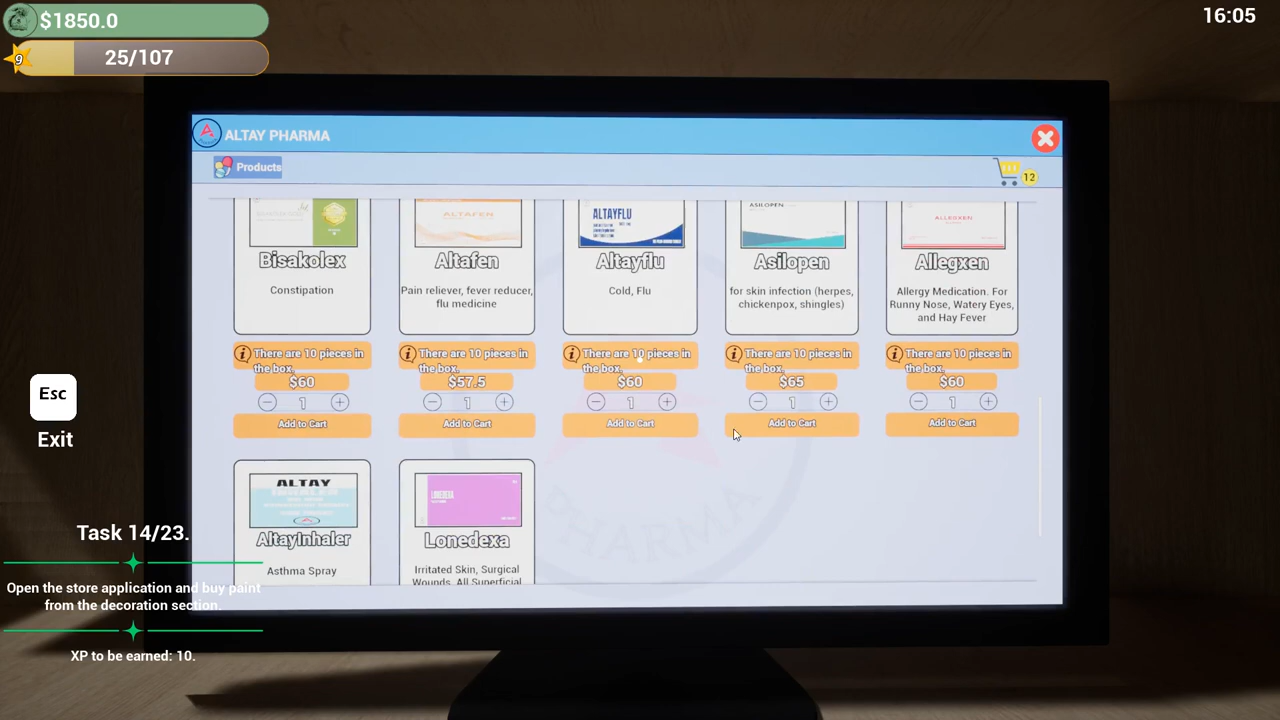 $1850.0
16:05
9
25/107
ALTAY PHARMA
Products
12
ALTAFEN
ALTAYFLU
ASILOPEN
ALLEGXEN
Bisakolex
Altafen
Altayflu
Asilopen
Allegxen
Constipation
Pain reliever, fever reducer,
flu medicine
Cold, Flu
for skin infection (herpes,
chickenpox, shingles)
Allergy Medication. For
Runny Nose, Watery Eyes,
and Hay Fever
There are 10 pieces in
the box.
There are 10 pieces in
the box.
There are 10 pieces in
the box.
There are 10 pieces in
the box.
There are 10 pieces in
the box.
$60
$57.5
$60
$65
$60
1
1
1
1
1
Add to Cart
Add to Cart
Add to Cart
Add to Cart
Add to Cart
Esc
Exit
ALTAY
INHALER
LONEDEXA
AltayInhaler
Lonedexa
Asthma Spray
Irritated Skin, Surgical
Wounds, All Superficial
PHARMA
Task 14/23.
Open the store application and buy paint
from the decoration section.
XP to be earned: 10.